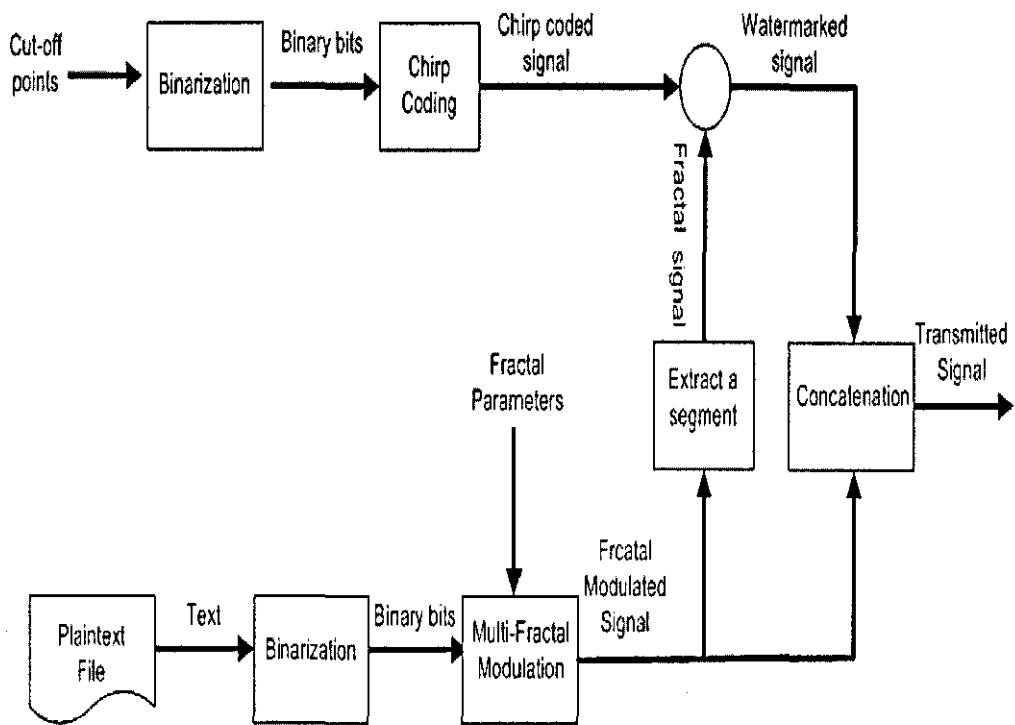 Cut-off
points
Binarization
Binary bits
Chirp
Coding
Chirp coded
signal
Watermarked
signal
Fractal signal
Extract a
segment
Concatenation
Transmitted
Signal
Fractal
Parameters
Plaintext
File
Text
Binarization
Binary bits
Multi-Fractal
Modulation
Frcatal
Modulated
Signal